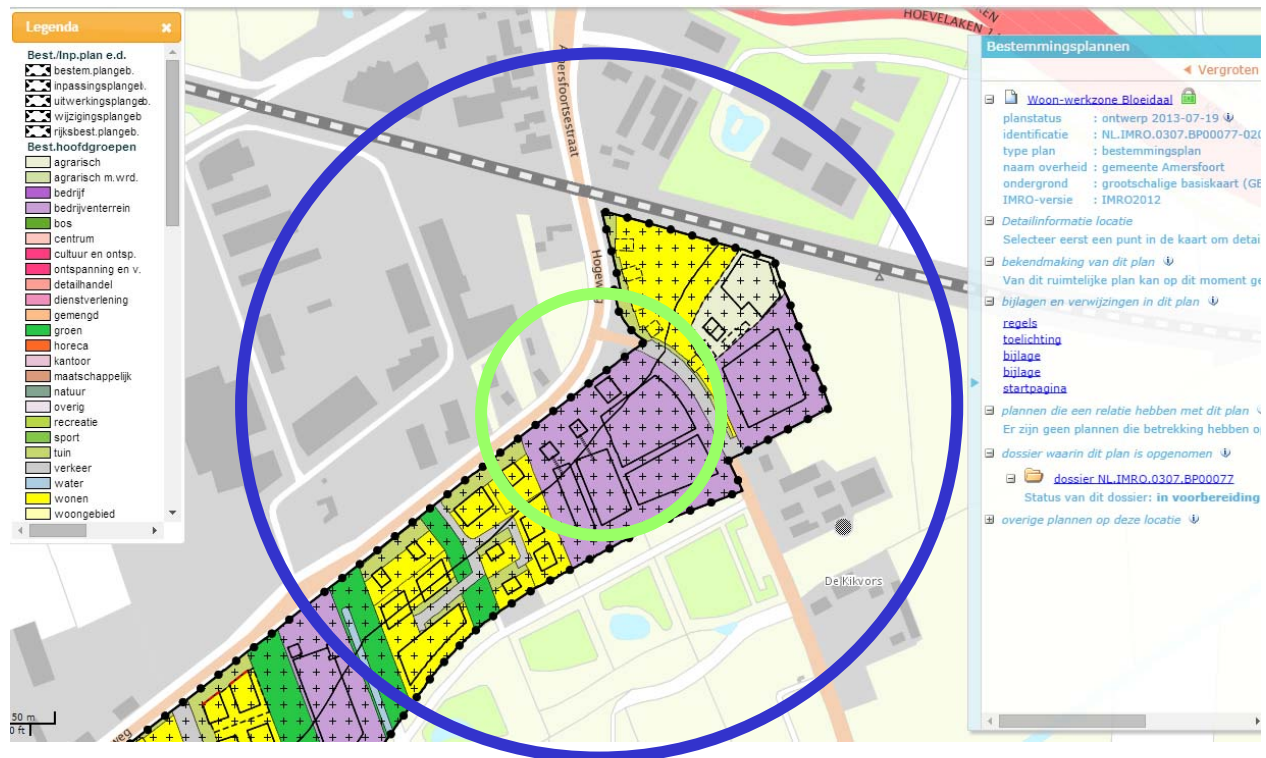 Legenda
Best./Inp.plan e.d.
bestem.plangeb.
inpassingsplangeb.
uitwerkingsplangeb.
wijzigingsplangeb
rijksbest.plangeb.
Best.hoofdgroepen
agrarisch
agrarisch m.wrd.
bedrijf
bedrijventerrein
bos
centrum
cultuur en ontsp.
ontspanning en v.
detailhandel
dienstverlening
gemengd
groen
horeca
kantoor
maatschappelijk
natuur
overig
recreatie
sport
tuin
verkeer
water
wonen
woongebied
50 m
0 ft
weg
Amersfoortsestraat
Hogeweg
HOEVELAKEN
De Kikvors
Bestemmingsplannen
Vergroten
Woon-werkzone Bloeidaal
planstatus : ontwerp 2013-07-19
identificatie : NL.IMRO.0307.BP00077-020
type plan : bestemmingsplan
naam overheid : gemeente Amersfoort
ondergrond : grootschalige basiskaart (GB
IMRO-versie : IMRO2012
Detailinformatie locatie
Selecteer eerst een punt in de kaart om detai
bekendmaking van dit plan
Van dit ruimtelijke plan kan op dit moment ge
bijlagen en verwijzingen in dit plan
regels
toelichting
bijlage
bijlage
startpagina
plannen die een relatie hebben met dit plan
Er zijn geen plannen die betrekking hebben o
dossier waarin dit plan is opgenomen
dossier NL.IMRO.0307.BP00077
Status van dit dossier: in voorbereiding
overige plannen op deze locatie